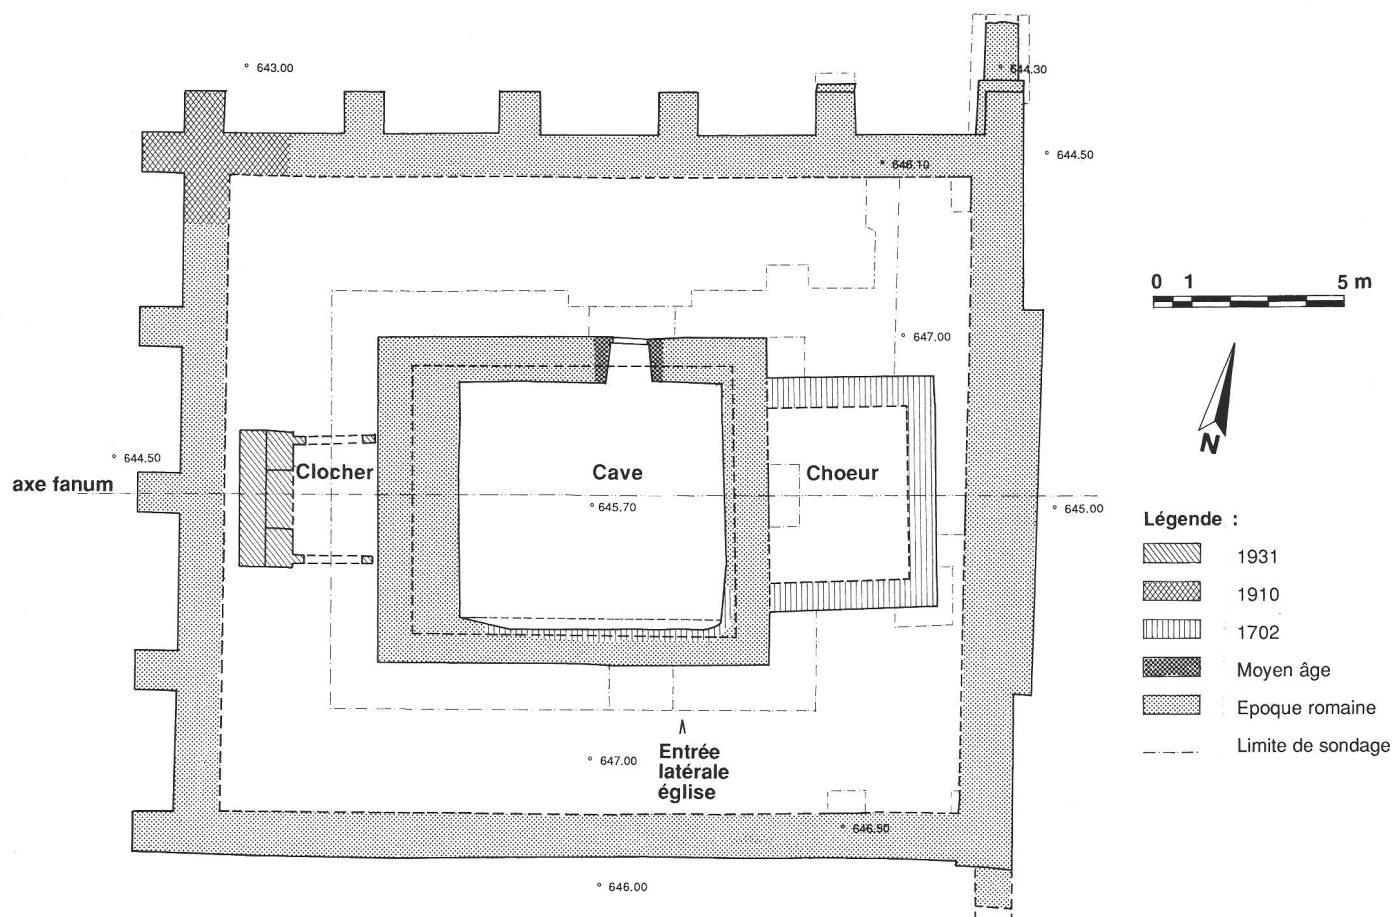 643.00
644.30
644.50
646.10
0 1 5 m
647.00
N
644.50
axe fanum
Clocher
Cave
Choeur
645.70
645.00
Légende :
1931
1910
1702
Moyen âge
Epoque romaine
Limite de sondage
Entrée
latérale
église
647.00
646.50
646.00